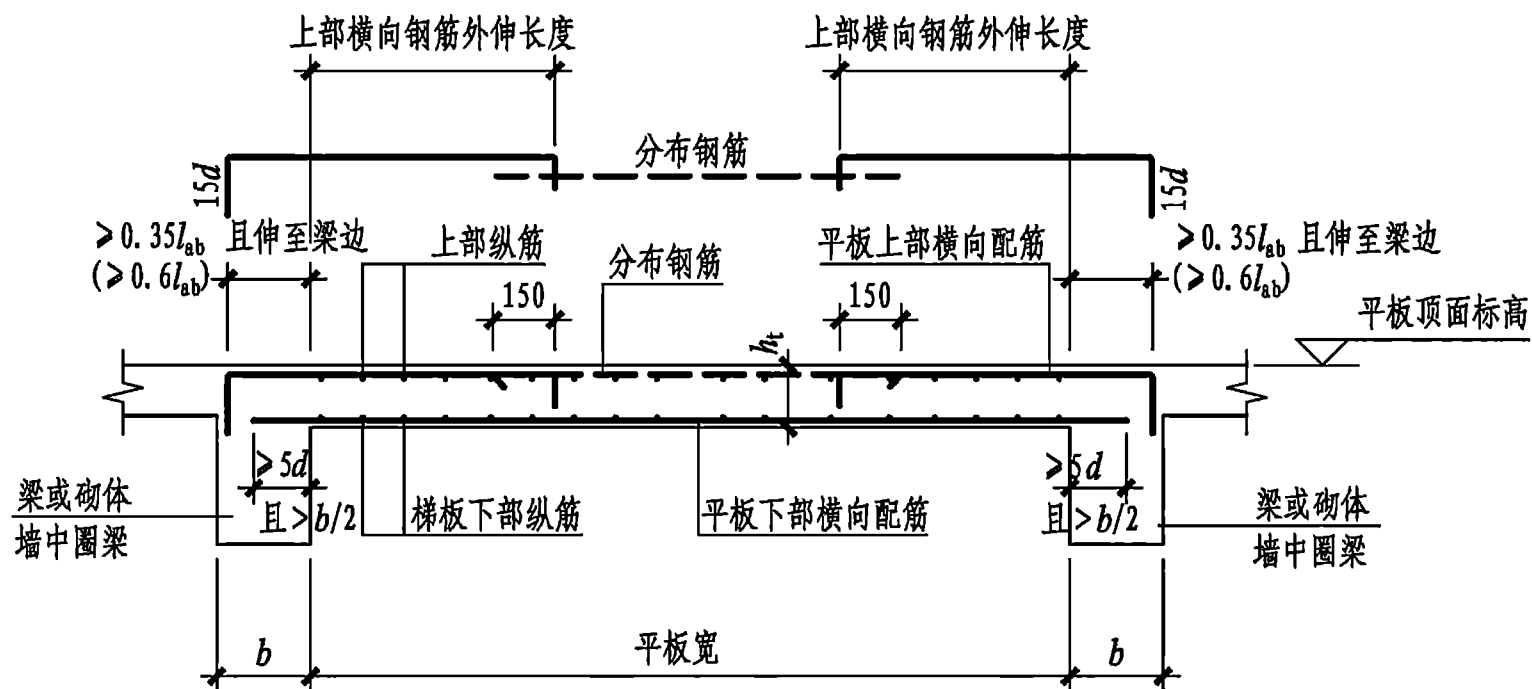 上部横向钢筋外伸长度
上部横向钢筋外伸长度
分布钢筋
15d
15d
≥0.35lab 且伸至梁边
(≥0.6lab)
上部纵筋
分布钢筋
平板上部横向配筋
≥0.35lab 且伸至梁边
(≥0.6lab)
150
150
平板顶面标高
ht
≥5d
且>b/2
≥5d
且>b/2
梁或砌体
墙中圈梁
梯板下部纵筋
平板下部横向配筋
梁或砌体
墙中圈梁
b
平板宽
b